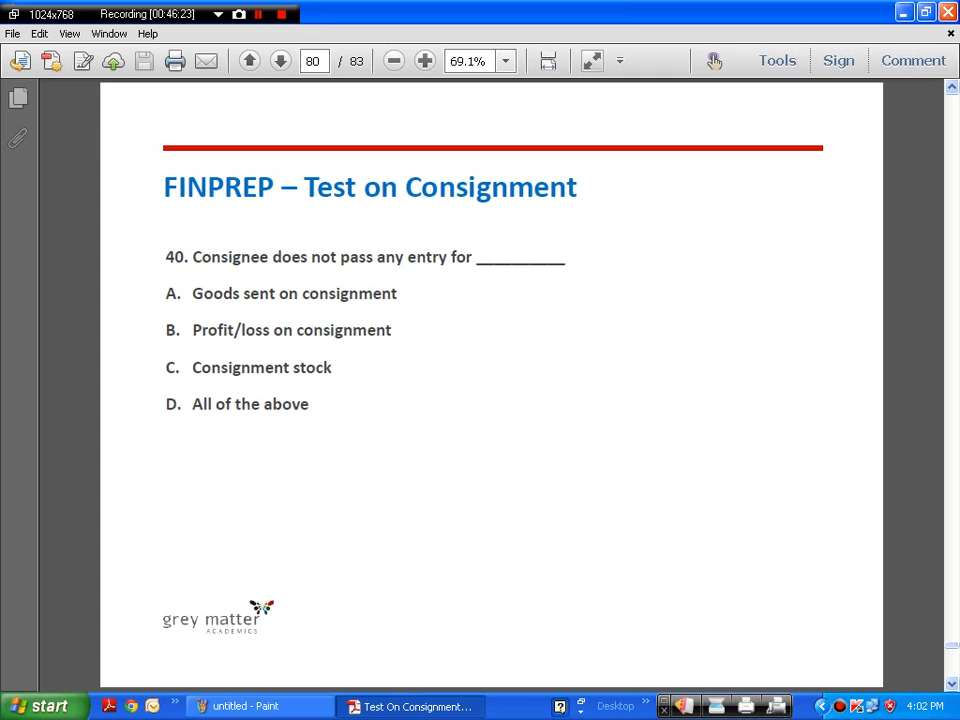 1024x768 Recording [00:46:23]
File Edit View Window Help
80 / 83 69.1% Tools Sign Comment
FINPREP – Test on Consignment
40. Consignee does not pass any entry for __________
A. Goods sent on consignment
B. Profit/loss on consignment
C. Consignment stock
D. All of the above
grey matter
ACADEMICS
start untitled - Paint Test On Consignment... Desktop 4:02 PM